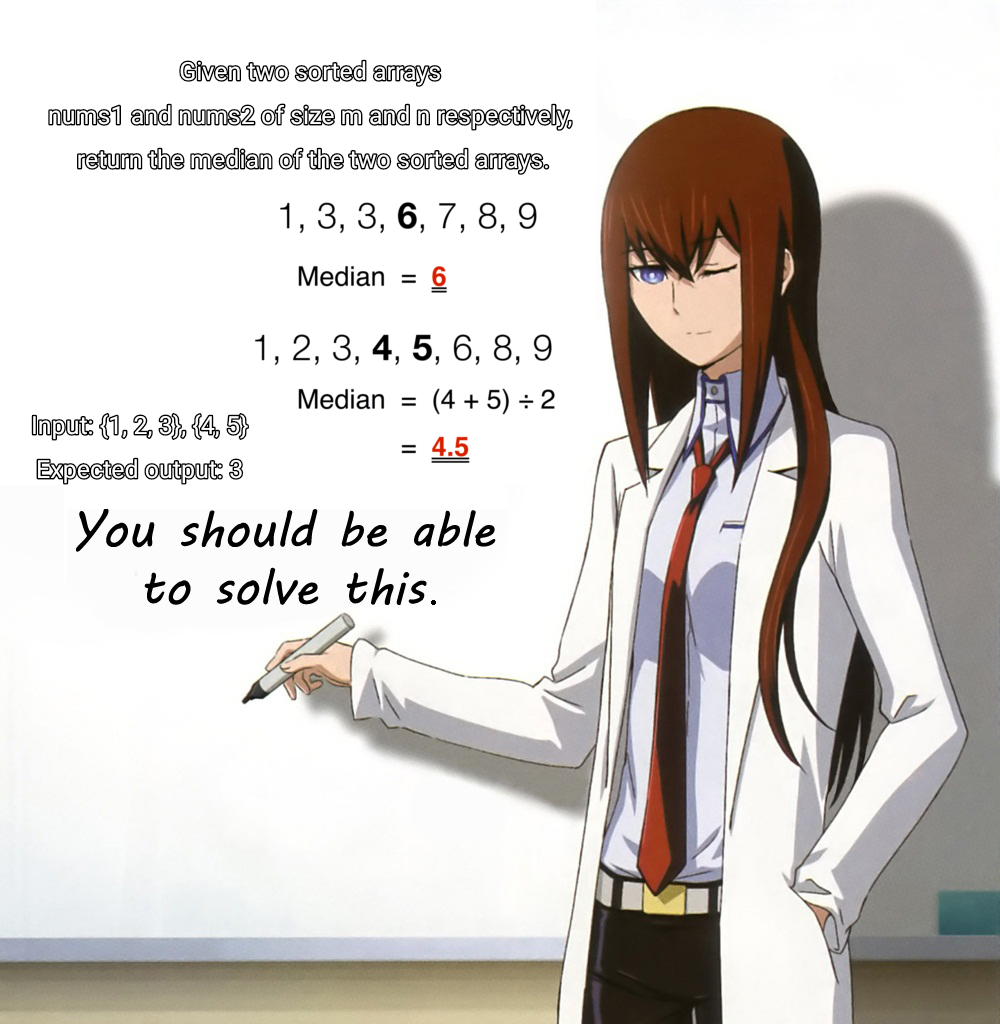 Given two sorted arrays
nums1 and nums2 of size m and n respectively,
return the median of the two sorted arrays.
1, 3, 3, 6, 7, 8, 9
Median = 6
1, 2, 3, 4, 5, 6, 8, 9
Median = (4 + 5) ÷ 2
= 4.5
Input: {1, 2, 3}, {4, 5}
Expected output: 3
You should be able
to solve this.